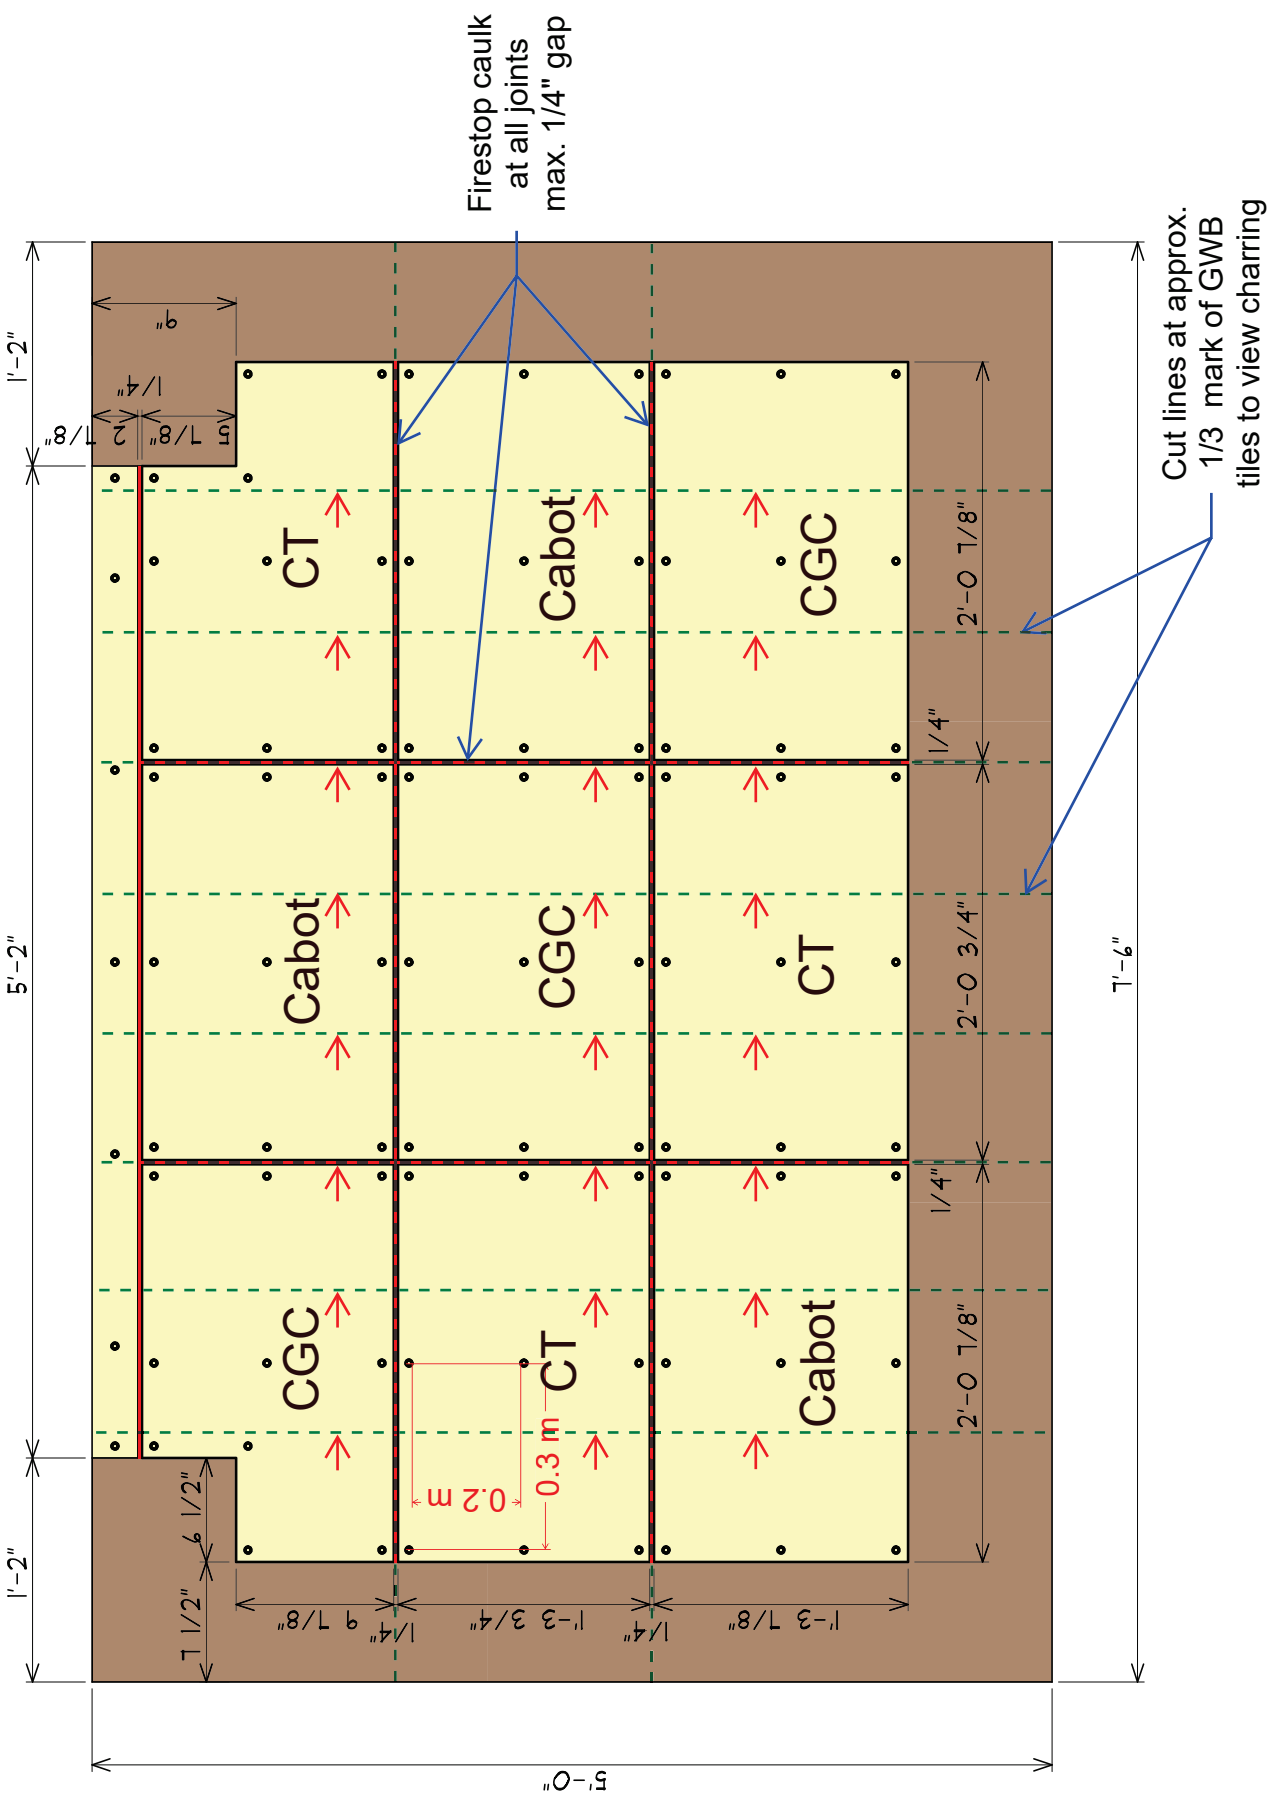 Firestop caulk
at all joints
max. 1/4" gap
Cut lines at approx.
1/3 mark of GWB
tiles to view charring
1'-2"
5'-2"
1'-2"
9"
1/4"
2 7/8"
5 7/8"
CT
Cabot
CGC
Cabot
CGC
CT
CGC
CT
Cabot
0.2 m
0.3 m
6 1/2"
7 1/2"
9 7/8"
1/4"
1'-3 3/4"
1/4"
1'-3 7/8"
2'-0 7/8"
1/4"
2'-0 3/4"
1/4"
2'-0 7/8"
7'-6"
5'-0"